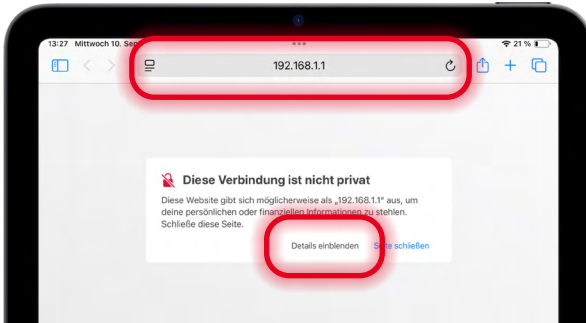 13:27 Mittwoch 10. Sep
21 %
192.168.1.1
Diese Verbindung ist nicht privat
Diese Website gibt sich möglicherweise als „192.168.1.1" aus, um
deine persönlichen oder finanziellen Informationen zu stehlen.
Schließe diese Seite.
Details einblenden
Seite schließen